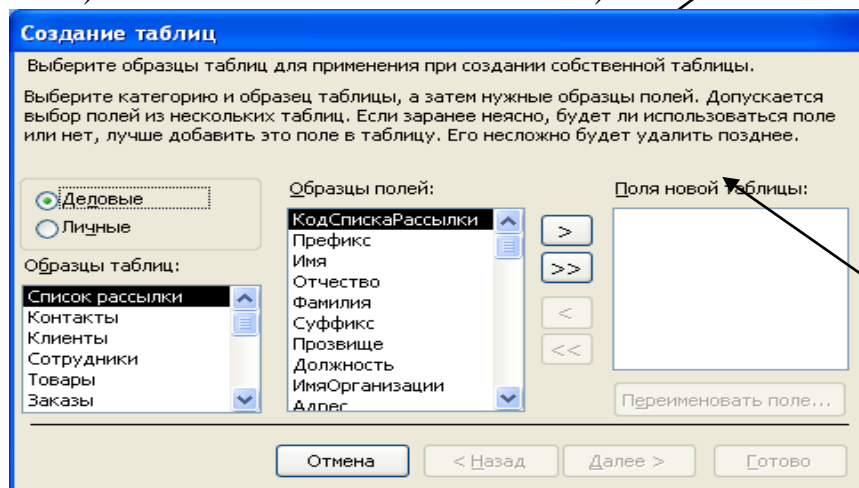 Создание таблиц
Выберите образцы таблиц для применения при создании собственной таблицы.
Выберите категорию и образец таблицы, а затем нужные образцы полей. Допускается
выбор полей из нескольких таблиц. Если заранее неясно, будет ли использоваться поле
или нет, лучше добавить это поле в таблицу. Его несложно будет удалить позднее.
Деловые
Личные
Образцы таблиц:
Список рассылки
Контакты
Клиенты
Сотрудники
Товары
Заказы
Образцы полей:
КодСпискаРассылки
Префикс
Имя
Отчество
Фамилия
Суффикс
Прозвище
Должность
ИмяОрганизации
Адрес
>
>>
<
<<
Поля новой таблицы:
Переименовать поле...
Отмена
< Назад
Далее >
Готово